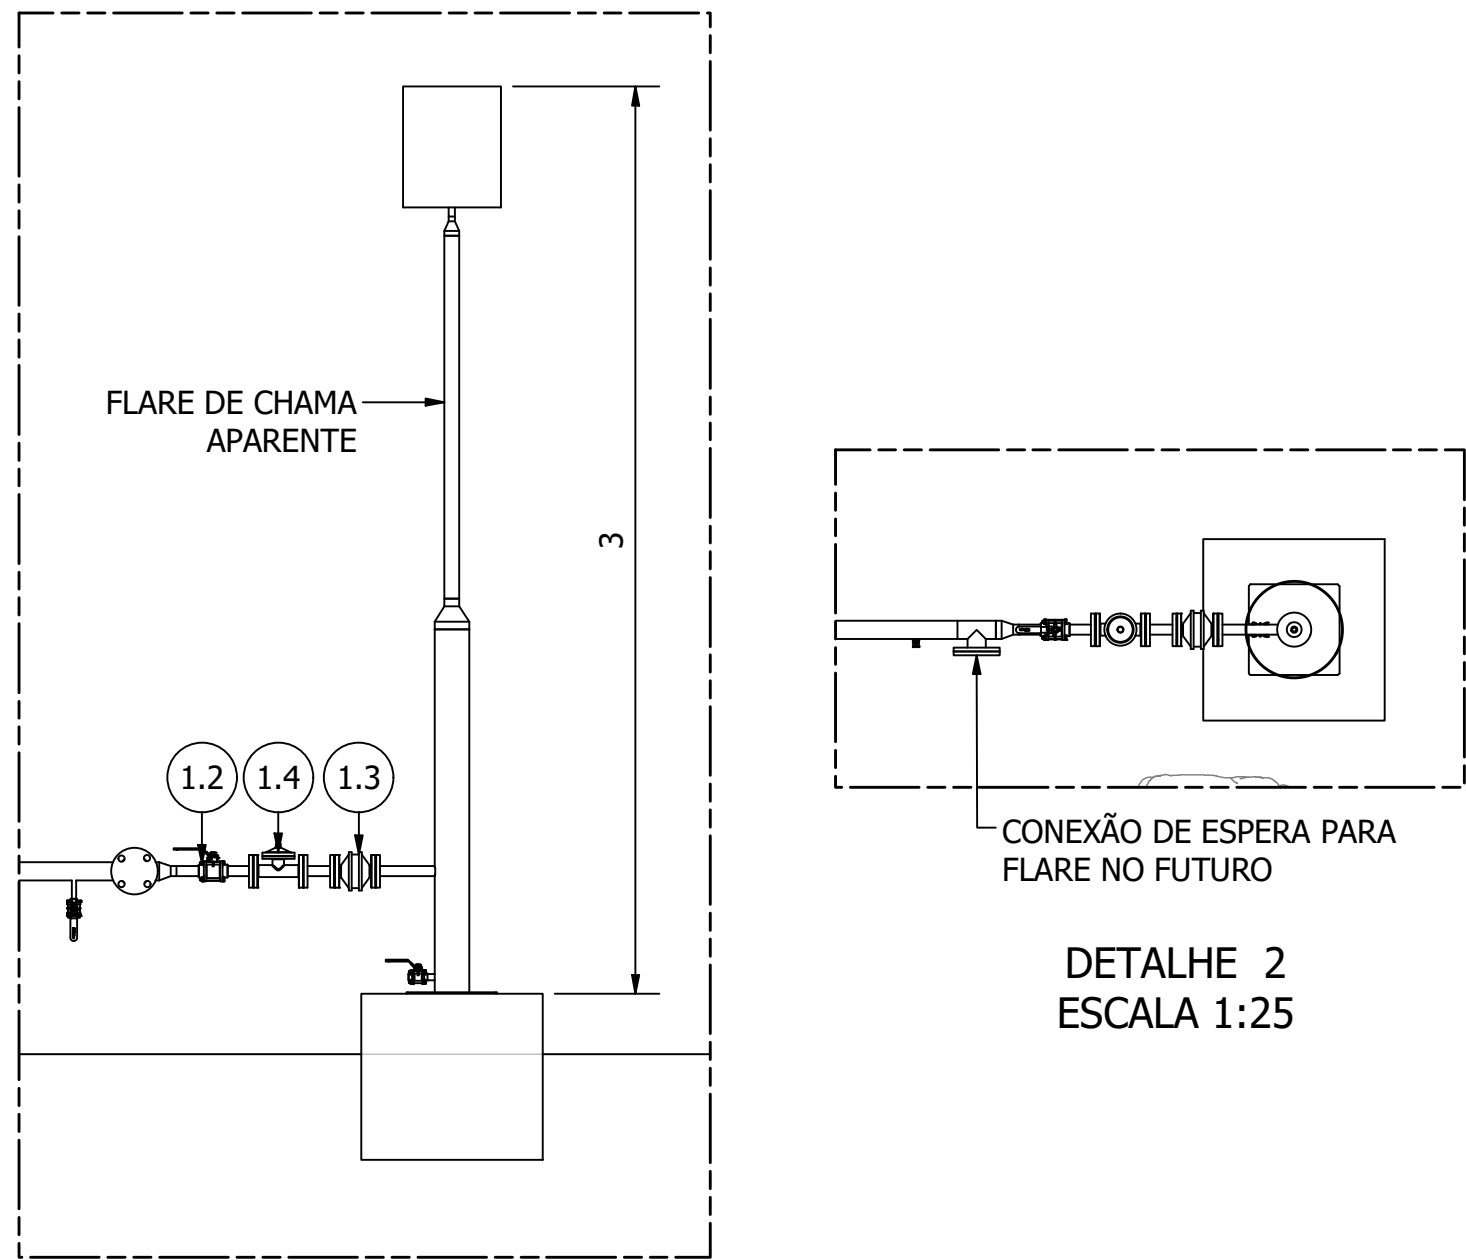 FLARE DE CHAMA
APARENTE
3
1.2
1.4
1.3
CONEXÃO DE ESPERA PARA
FLARE NO FUTURO
DETALHE 2
ESCALA 1:25